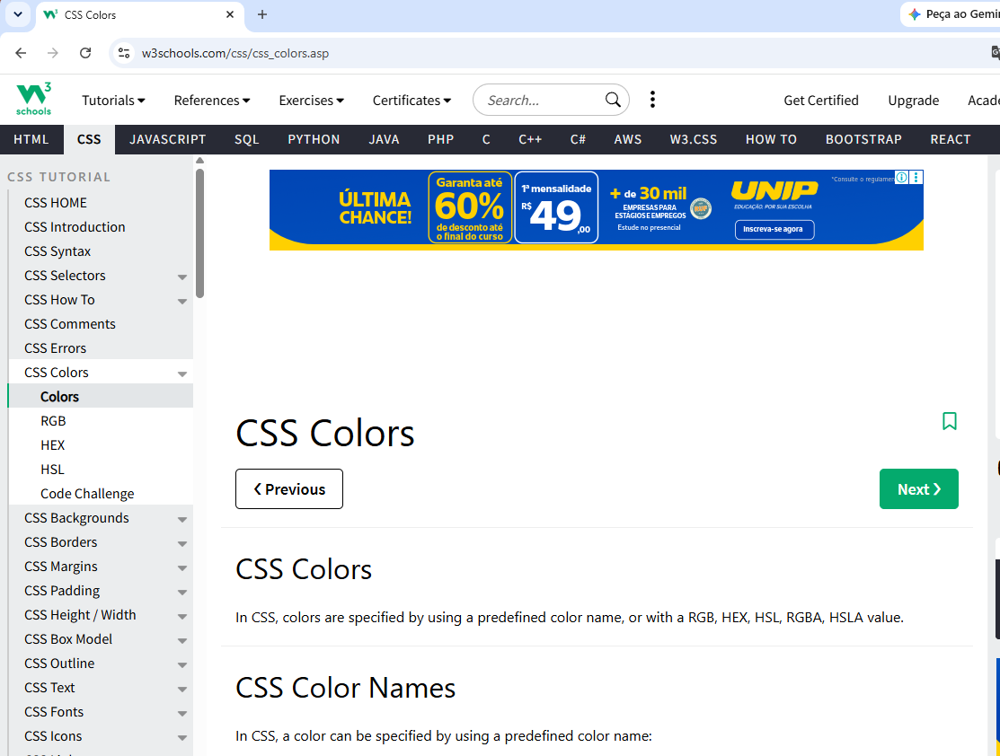 CSS Colors
Peça ao Gemini
w3schools.com/css/css_colors.asp
W3 schools
Tutorials References Exercises Certificates Search... Get Certified Upgrade
HTML CSS JAVASCRIPT SQL PYTHON JAVA PHP C C++ C# AWS W3.CSS HOW TO BOOTSTRAP REACT
CSS TUTORIAL
CSS HOME
CSS Introduction
CSS Syntax
CSS Selectors
CSS How To
CSS Comments
CSS Errors
CSS Colors
Colors
RGB
HEX
HSL
Code Challenge
CSS Backgrounds
CSS Borders
CSS Margins
CSS Padding
CSS Height / Width
CSS Box Model
CSS Outline
CSS Text
CSS Fonts
CSS Icons
ÚLTIMA
CHANCE!
Garanta até
60%
de desconto até
o final do curso
1ª mensalidade
R$ 49,00
+ de 30 mil
EMPRESAS PARA
ESTÁGIOS E EMPREGOS
Estude no presencial
UNIP
EDUCAÇÃO, POR SUA ESCOLHA
Inscreva-se agora
*Consulte o
CSS Colors
❮ Previous
Next ❯
CSS Colors
In CSS, colors are specified by using a predefined color name, or with a RGB, HEX, HSL, RGBA, HSLA value.
CSS Color Names
In CSS, a color can be specified by using a predefined color name: